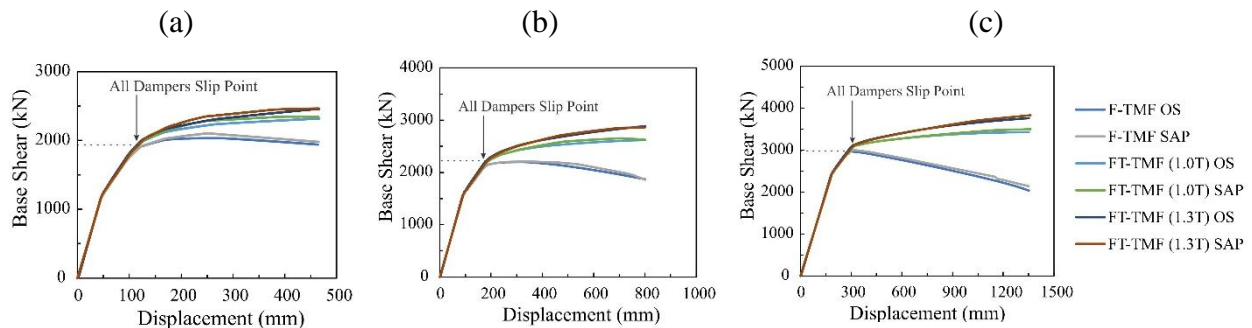 (a)
3000
2000
1000
0
Base Shear (kN)
All Dampers Slip Point
0 100 200 300 400 500
Displacement (mm)
(b)
4000
3000
2000
1000
0
Base Shear (kN)
All Dampers Slip Point
0 200 400 600 800 1000
Displacement (mm)
(c)
5000
4000
3000
2000
1000
0
Base Shear (kN)
All Dampers Slip Point
0 300 600 900 1200 1500
Displacement (mm)
F-TMF OS
F-TMF SAP
FT-TMF (1.0T) OS
FT-TMF (1.0T) SAP
FT-TMF (1.3T) OS
FT-TMF (1.3T) SAP